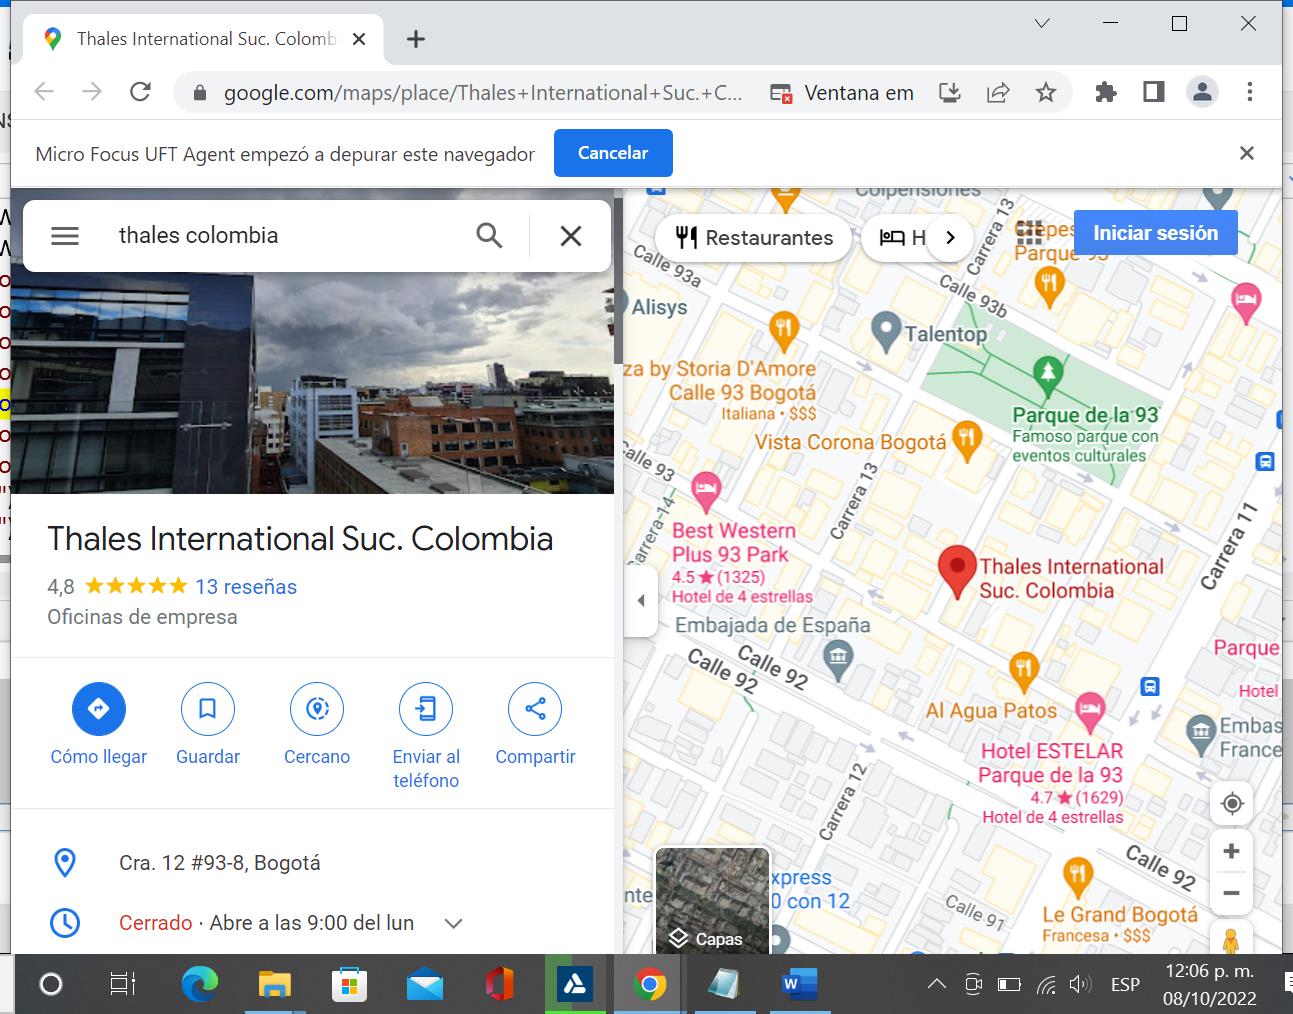 Thales International Suc. Colomb
google.com/maps/place/Thales+International+Suc.+C...
Ventana em
Micro Focus UFT Agent empezó a depurar este navegador
Cancelar
thales colombia
Thales International Suc. Colombia
4,8
13 reseñas
Oficinas de empresa
Cómo llegar
Guardar
Cercano
Enviar al
teléfono
Compartir
Cra. 12 #93-8, Bogotá
Cerrado · Abre a las 9:00 del lun
Colpensiones
Restaurantes
H
Iniciar sesión
Parque 93
Calle 93a
Carrera 13
Calle 93b
Alisys
Talentop
za by Storia D'Amore
Calle 93 Bogotá
Italiana • $$$
Parque de la 93
Famoso parque con
eventos culturales
Vista Corona Bogotá
Carrera 13
Best Western
Plus 93 Park
4.5 ★ (1325)
Hotel de 4 estrellas
Thales International
Suc. Colombia
Carrera 11
Embajada de España
Calle 92
Calle 92
Parque
Hotel
Al Agua Patos
Hotel ESTELAR
Parque de la 93
4.7 ★ (1629)
Hotel de 4 estrellas
Embas
France
Carrera 12
Calle 92
xpress
0 con 12
Calle 91
Le Grand Bogotá
Francesa • $$$
Capas
ESP
12:06 p. m.
08/10/2022